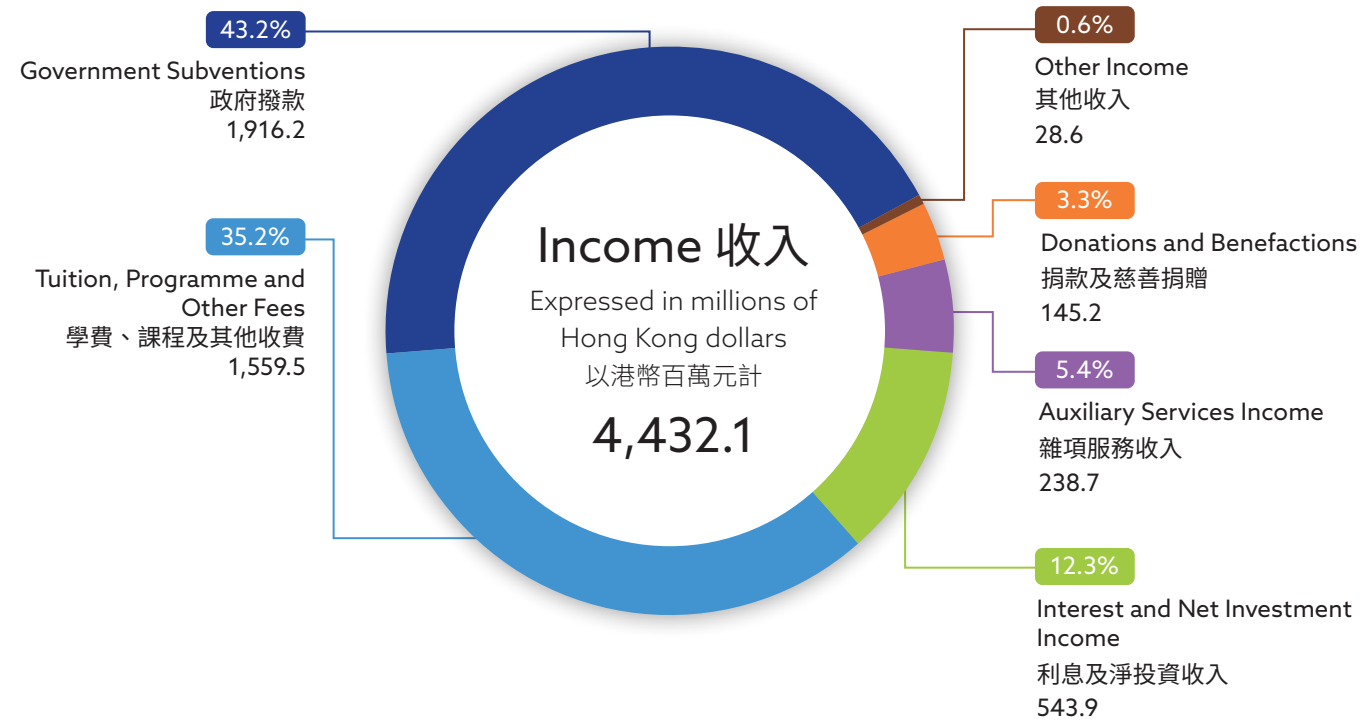 43.2%
Government Subventions
政府撥款
1,916.2
35.2%
Tuition, Programme and
Other Fees
學費、課程及其他收費
1,559.5
Income 收入
Expressed in millions of
Hong Kong dollars
以港幣百萬元計
4,432.1
0.6%
Other Income
其他收入
28.6
3.3%
Donations and Benefactions
捐款及慈善捐贈
145.2
5.4%
Auxiliary Services Income
雜項服務收入
238.7
12.3%
Interest and Net Investment
Income
利息及淨投資收入
543.9